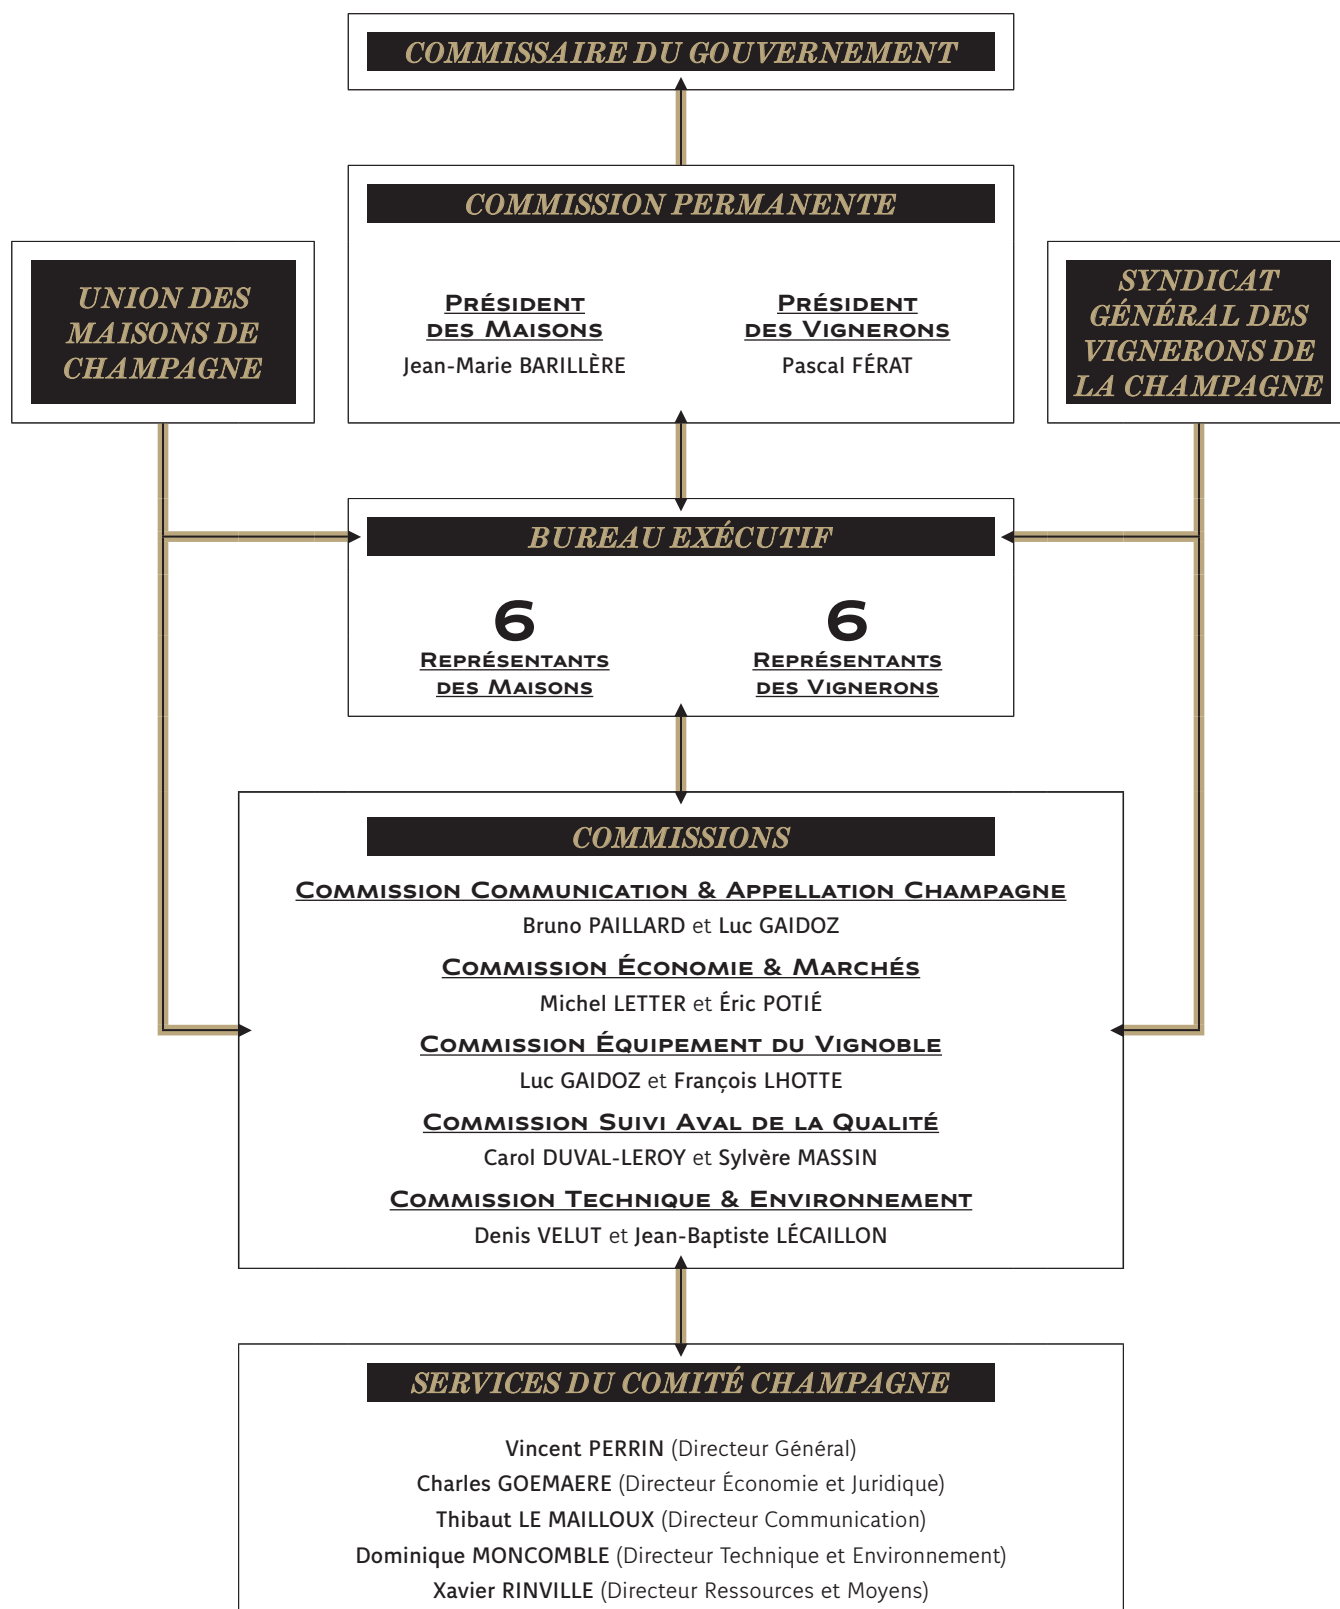 COMMISSAIRE DU GOUVERNEMENT
COMMISSION PERMANENTE
PRÉSIDENT
DES MAISONS
Jean-Marie BARILLÈRE
PRÉSIDENT
DES VIGNERONS
Pascal FÉRAT
UNION DES
MAISONS DE
CHAMPAGNE
SYNDICAT
GÉNÉRAL DES
VIGNERONS DE
LA CHAMPAGNE
BUREAU EXÉCUTIF
6
REPRÉSENTANTS
DES MAISONS
6
REPRÉSENTANTS
DES VIGNERONS
COMMISSIONS
COMMISSION COMMUNICATION & APPELLATION CHAMPAGNE
Bruno PAILLARD et Luc GAIDOZ
COMMISSION ÉCONOMIE & MARCHÉS
Michel LETTER et Éric POTIÉ
COMMISSION ÉQUIPEMENT DU VIGNOBLE
Luc GAIDOZ et François LHOTTE
COMMISSION SUIVI AVAL DE LA QUALITÉ
Carol DUVAL-LEROY et Sylvère MASSIN
COMMISSION TECHNIQUE & ENVIRONNEMENT
Denis VELUT et Jean-Baptiste LÉCAILLON
SERVICES DU COMITÉ CHAMPAGNE
Vincent PERRIN (Directeur Général)
Charles GOEMAERE (Directeur Économie et Juridique)
Thibaut LE MAILLOUX (Directeur Communication)
Dominique MONCOMBLE (Directeur Technique et Environnement)
Xavier RINVILLE (Directeur Ressources et Moyens)